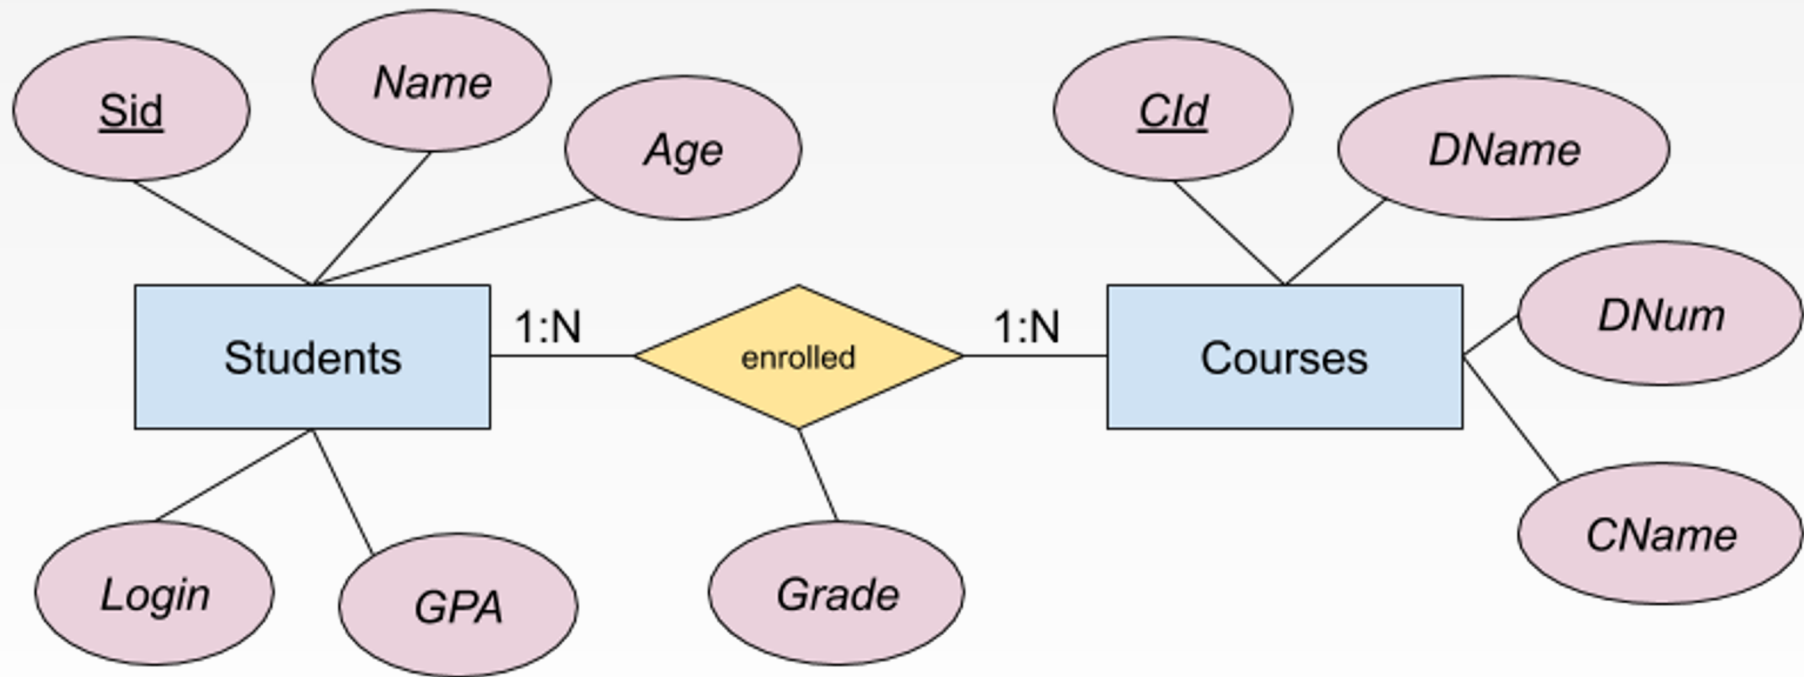 Sid
Name
Age
CId
DName
DNum
Students
1:N
enrolled
1:N
Courses
CName
Login
GPA
Grade